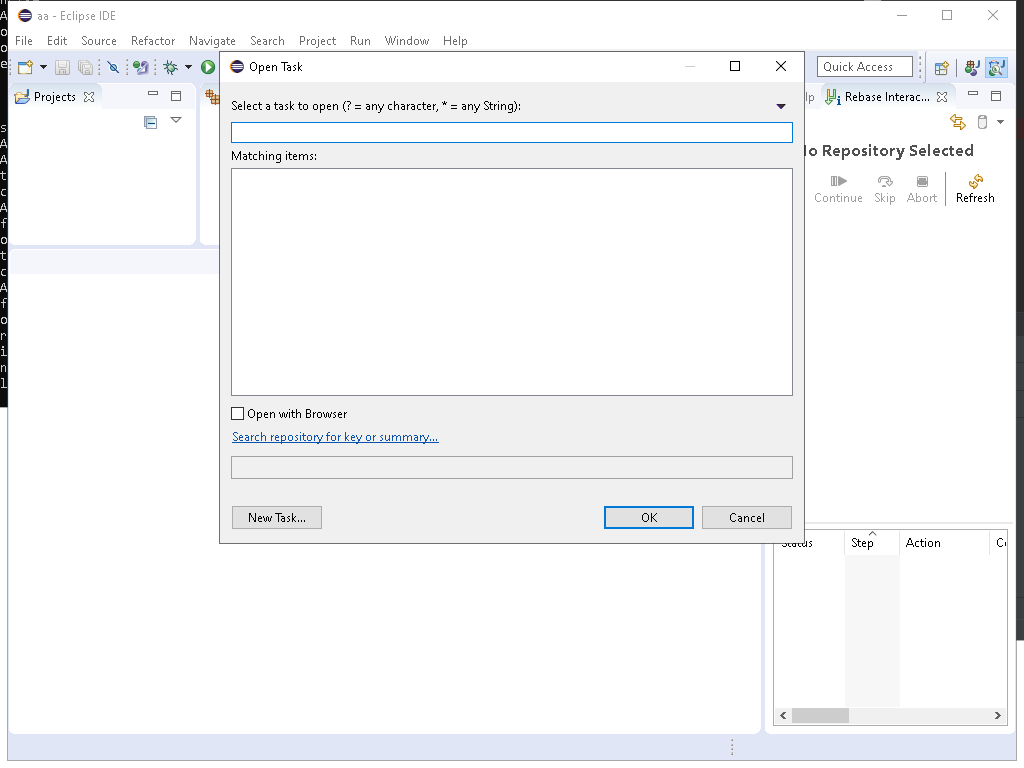 aa - Eclipse IDE
File Edit Source Refactor Navigate Search Project Run Window Help
Open Task
Quick Access
Projects
Select a task to open (? = any character, * = any String):
lp
Rebase Interac...
Matching items:
o Repository Selected
Continue Skip Abort Refresh
Open with Browser
Search repository for key or summary...
New Task... OK Cancel
Status Step Action